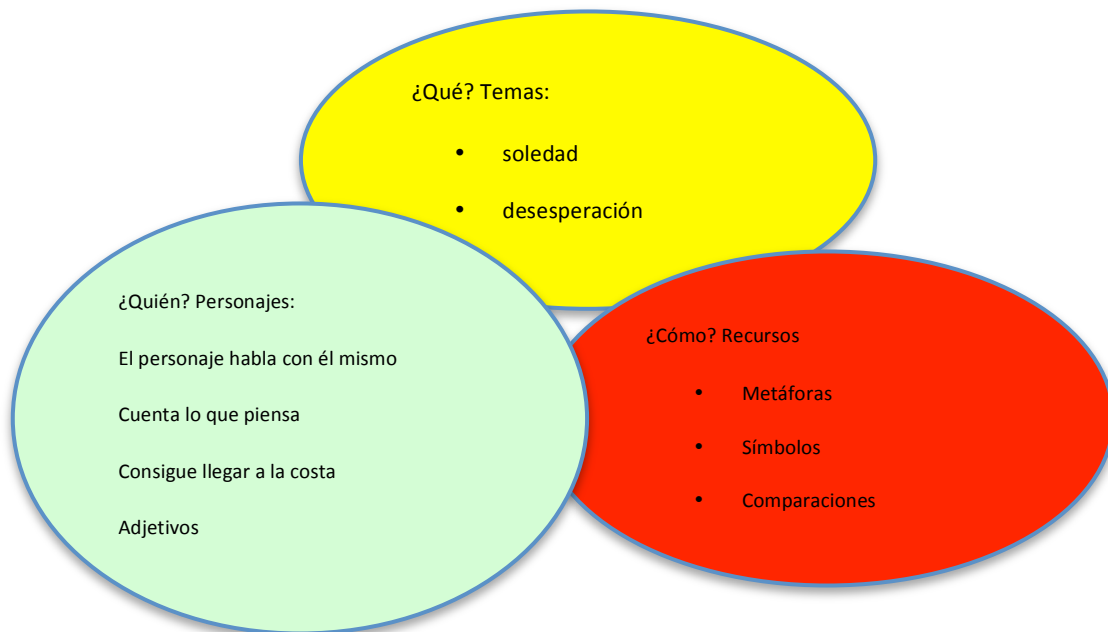 ¿Qué? Temas:
• soledad
• desesperación
¿Quién? Personajes:
El personaje habla con él mismo
Cuenta lo que piensa
Consigue llegar a la costa
Adjetivos
¿Cómo? Recursos
• Metáforas
• Símbolos
• Comparaciones